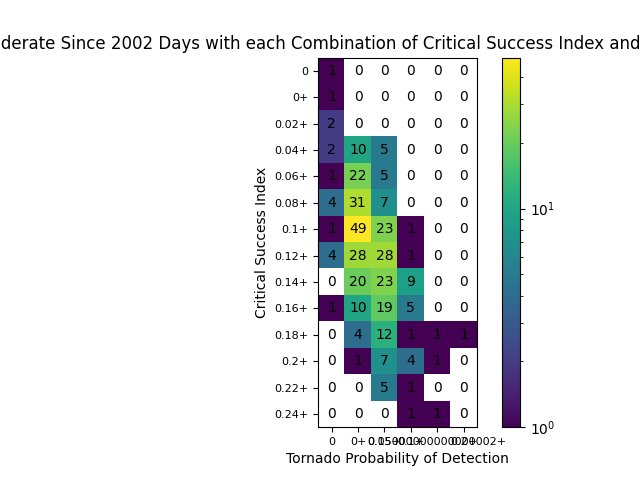 derate Since 2002 Days with each Combination of Critical Success Index and
Critical Success Index
0 1 0 0 0 0 0
0+ 1 0 0 0 0 0
0.02+ 2 0 0 0 0 0
0.04+ 2 10 5 0 0 0
0.06+ 1 22 5 0 0 0
0.08+ 4 31 7 0 0 0
0.1+ 1 49 23 1 0 0
0.12+ 4 28 28 1 0 0
0.14+ 0 20 23 9 0 0
0.16+ 1 10 19 5 0 0
0.18+ 0 4 12 1 1 1
0.2+ 0 1 7 4 1 0
0.22+ 0 0 5 1 0 0
0.24+ 0 0 0 1 1 0
0 0+
Tornado Probability of Detection
10¹
10⁰